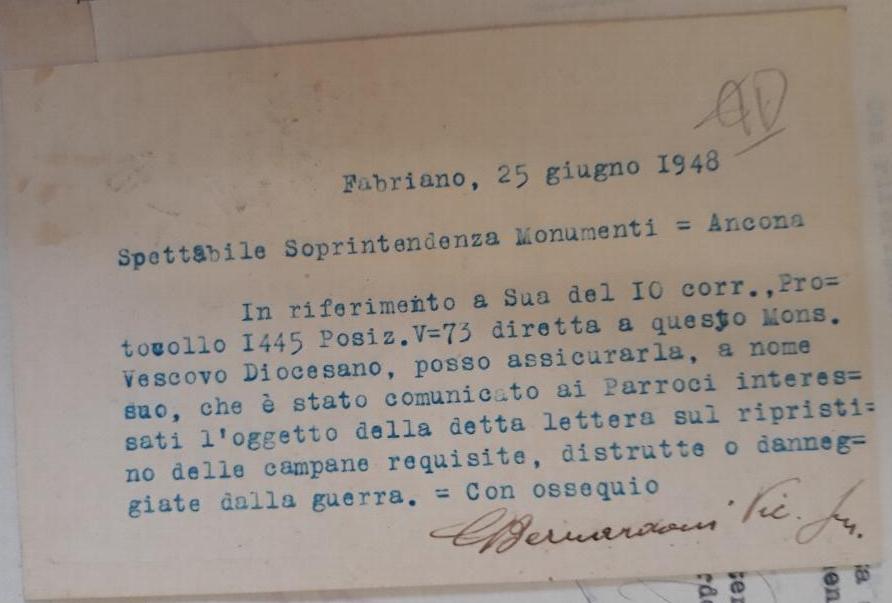 Fabriano, 25 giugno I948
Spettabile Soprintendenza Monumenti = Ancona
In riferimento a Sua del IO corr.,Pro=
tocollo I445 Posiz.V=73 diretta a questo Mons.
Vescovo Diocesano, posso assicurarla, a nome
suo, che è stato comunicato ai Parroci interes=
sati l'oggetto della detta lettera sul ripristi=
no delle campane requisite, distrutte o danneg=
giate dalla guerra. = Con ossequio
Bernardoni Vic.